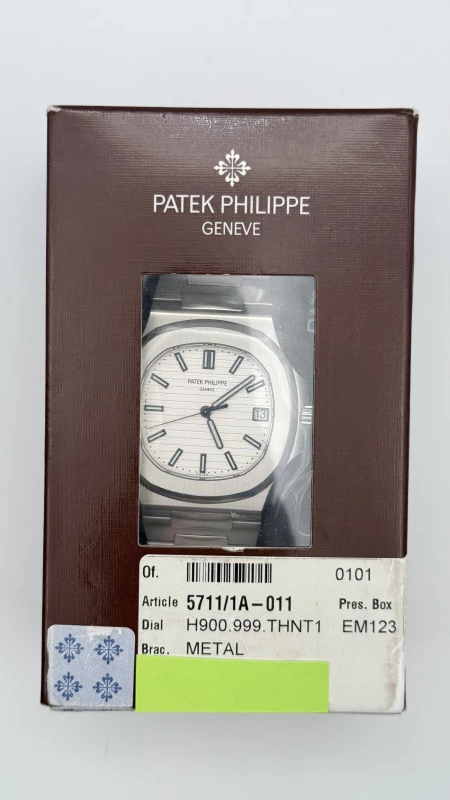 PATEK PHILIPPE
GENEVE
PATEK PHILIPPE
GENEVE
13
Of. 0101
Article 5711/1A-011 Pres. Box
Dial H900.999.THNT1 EM123
Brac. METAL